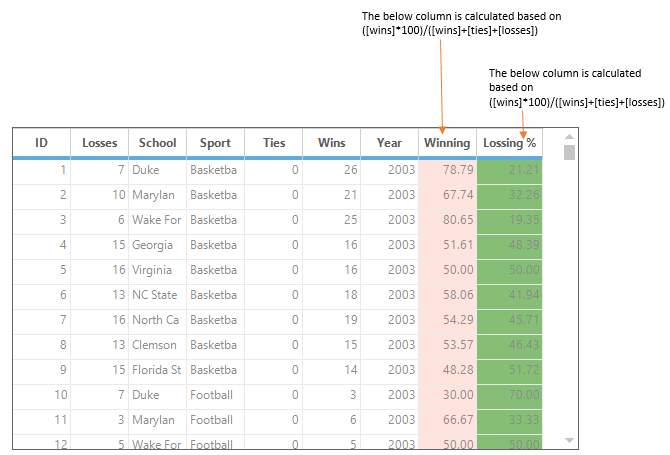 The below column is calculated based on
([wins]*100)/([wins]+[ties]+[losses])
The below column is calculated
based on
([wins]*100)/([wins]+[ties]+[losses])
ID Losses School Sport Ties Wins Year Winning Lossing %
1 7 Duke Basketba 0 26 2003 78.79 21.21
2 10 Marylan Basketba 0 21 2003 67.74 32.26
3 6 Wake For Basketba 0 25 2003 80.65 19.35
4 15 Georgia Basketba 0 16 2003 51.61 48.39
5 16 Virginia Basketba 0 16 2003 50.00 50.00
6 13 NC State Basketba 0 18 2003 58.06 41.94
7 16 North Ca Basketba 0 19 2003 54.29 45.71
8 13 Clemson Basketba 0 15 2003 53.57 46.43
9 15 Florida St Basketba 0 14 2003 48.28 51.72
10 7 Duke Football 0 3 2003 30.00 70.00
11 3 Marylan Football 0 6 2003 66.67 33.33
12 5 Wake For Football 0 5 2003 50.00 50.00